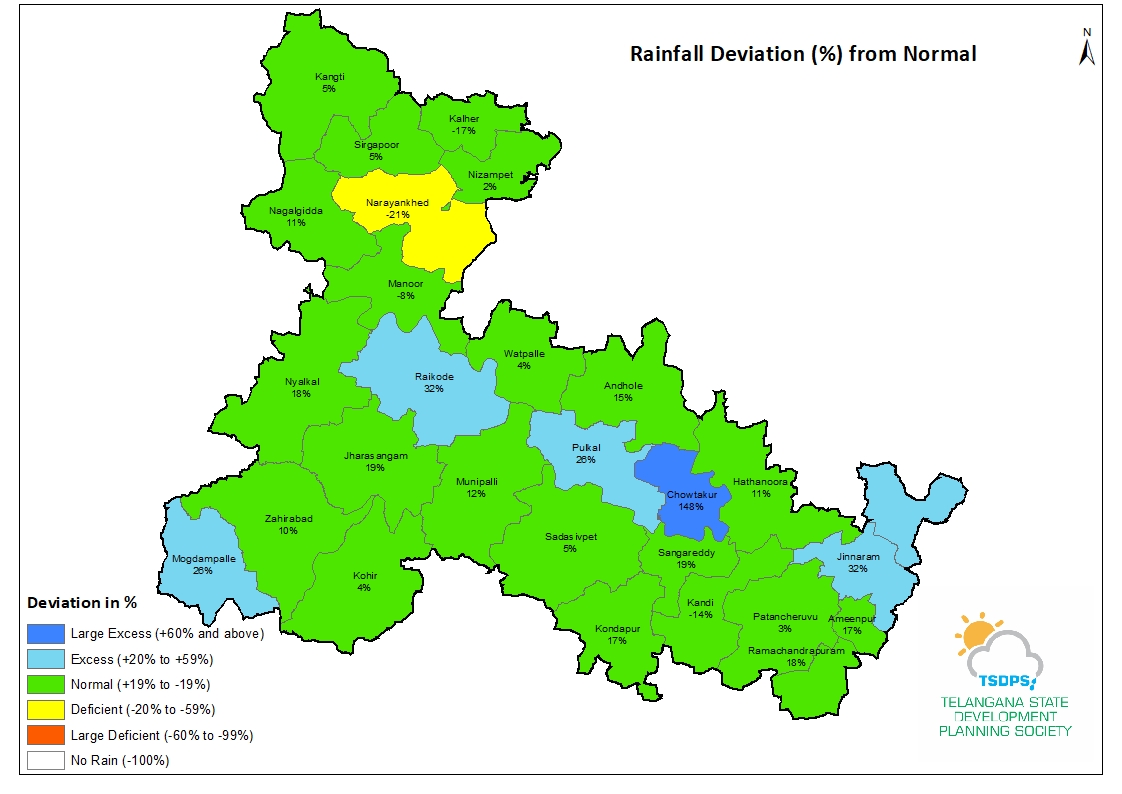 Rainfall Deviation (%) from Normal
N
Kangti
5%
Kalher
-17%
Sirgapoor
5%
Nizampet
2%
Narayankhed
-21%
Nagalgidda
11%
Manoor
-8%
Watpalle
4%
Raikode
32%
Nyalkal
18%
Andhole
15%
Jharasangam
19%
Pulkal
26%
Munipalli
12%
Hathanoora
11%
Chowtakur
148%
Zahirabad
10%
Sadasivpet
5%
Sangareddy
19%
Mogdampalle
26%
Jinnaram
32%
Kohir
4%
Kandi
-14%
Patancheruvu
3%
Ameenpur
17%
Kondapur
17%
Ramachandrapuram
18%
Deviation in %
Large Excess (+60% and above)
Excess (+20% to +59%)
Normal (+19% to -19%)
Deficient (-20% to -59%)
Large Deficient (-60% to -99%)
No Rain (-100%)
TSDPS
TELANGANA STATE
DEVELOPMENT
PLANNING SOCIETY